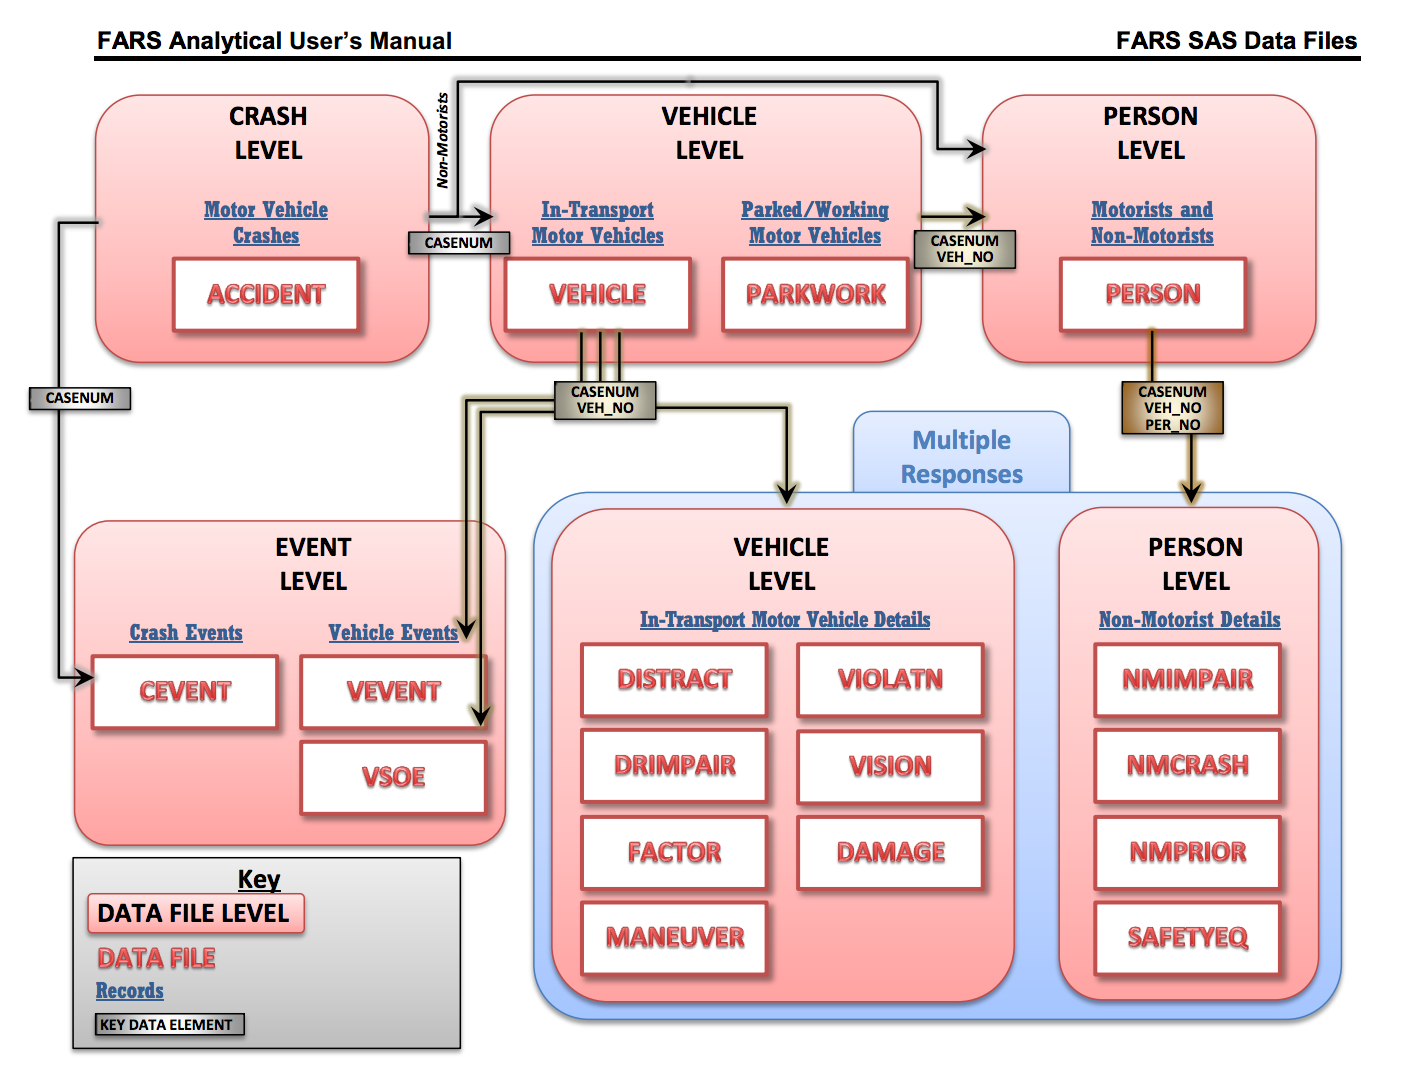 FARS Analytical User's Manual
FARS SAS Data Files
CRASH
LEVEL
Motor Vehicle
Crashes
ACCIDENT
Non-Motorists
CASENUM
VEHICLE
LEVEL
In-Transport
Motor Vehicles
VEHICLE
Parked/Working
Motor Vehicles
PARKWORK
CASENUM
VEH_NO
PERSON
LEVEL
Motorists and
Non-Motorists
PERSON
CASENUM
CASENUM
VEH_NO
CASENUM
VEH_NO
PER_NO
Multiple
Responses
EVENT
LEVEL
Crash Events
CEVENT
Vehicle Events
VEVENT
VSOE
VEHICLE
LEVEL
In-Transport Motor Vehicle Details
DISTRACT
VIOLATN
DRIMPAIR
VISION
FACTOR
DAMAGE
MANEUVER
PERSON
LEVEL
Non-Motorist Details
NMIMPAIR
NMCRASH
NMPRIOR
SAFETYEQ
Key
DATA FILE LEVEL
DATA FILE
Records
KEY DATA ELEMENT